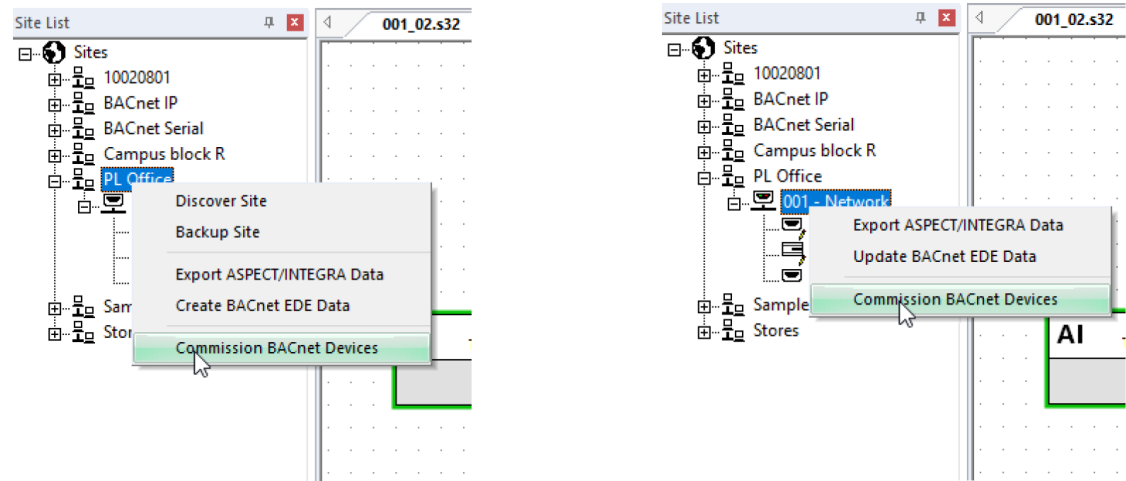 Site List
001_02.s32
Sites
10020801
BACnet IP
BACnet Serial
Campus block R
PL Office
Discover Site
Backup Site
Export ASPECT/INTEGRA Data
Create BACnet EDE Data
Commission BACnet Devices
Sam
Stor
Site List
001_02.s32
Sites
10020801
BACnet IP
BACnet Serial
Campus block R
PL Office
001 - Network
Export ASPECT/INTEGRA Data
Update BACnet EDE Data
Commission BACnet Devices
Sample
Stores
AI